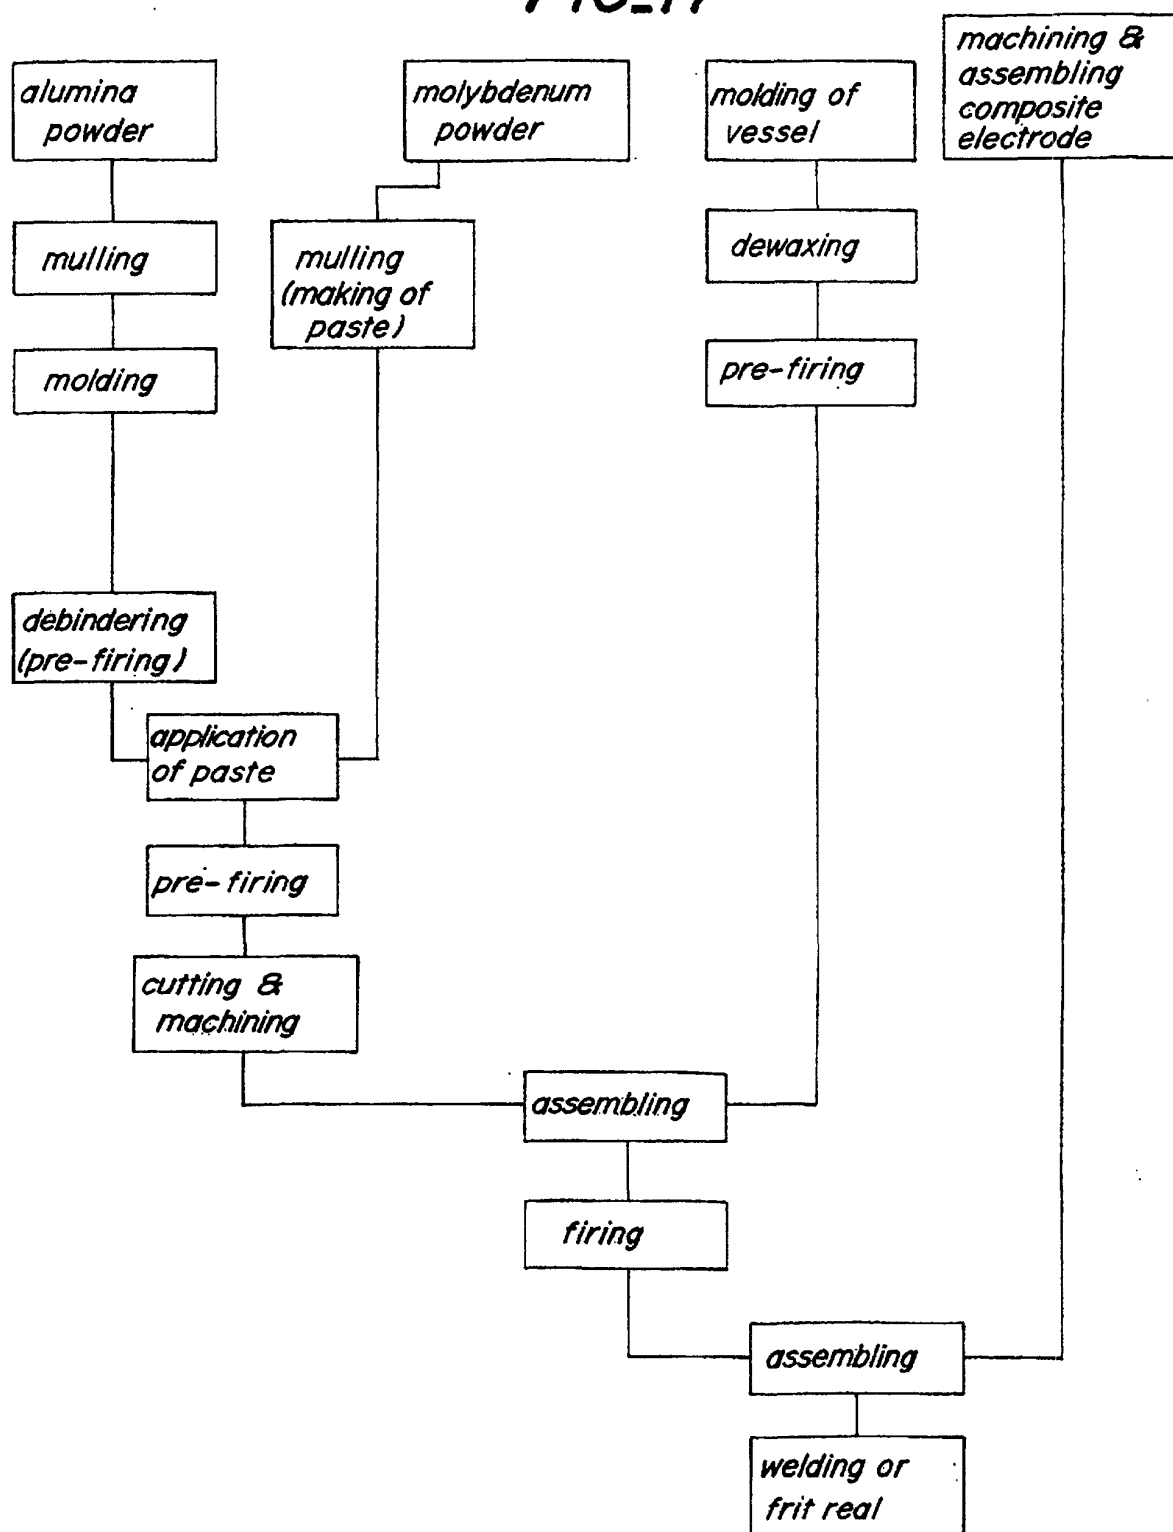 alumina
powder
molybdenum
powder
molding of
vessel
machining &
assembling
composite
electrode
mulling
mulling
(making of
paste)
dewaxing
molding
pre-firing
debindering
(pre-firing)
application
of paste
pre-firing
cutting &
machining
assembling
firing
assembling
welding or
frit real